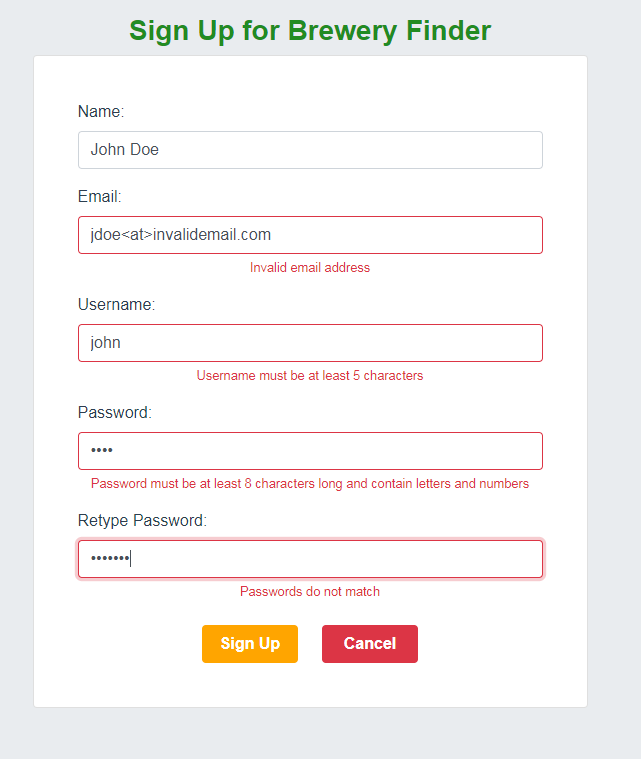 Sign Up for Brewery Finder
Name:
John Doe
Email:
jdoe<at>invalidemail.com
Invalid email address
Username:
john
Username must be at least 5 characters
Password:
••••
Password must be at least 8 characters long and contain letters and numbers
Retype Password:
•••••••
Passwords do not match
Sign Up Cancel